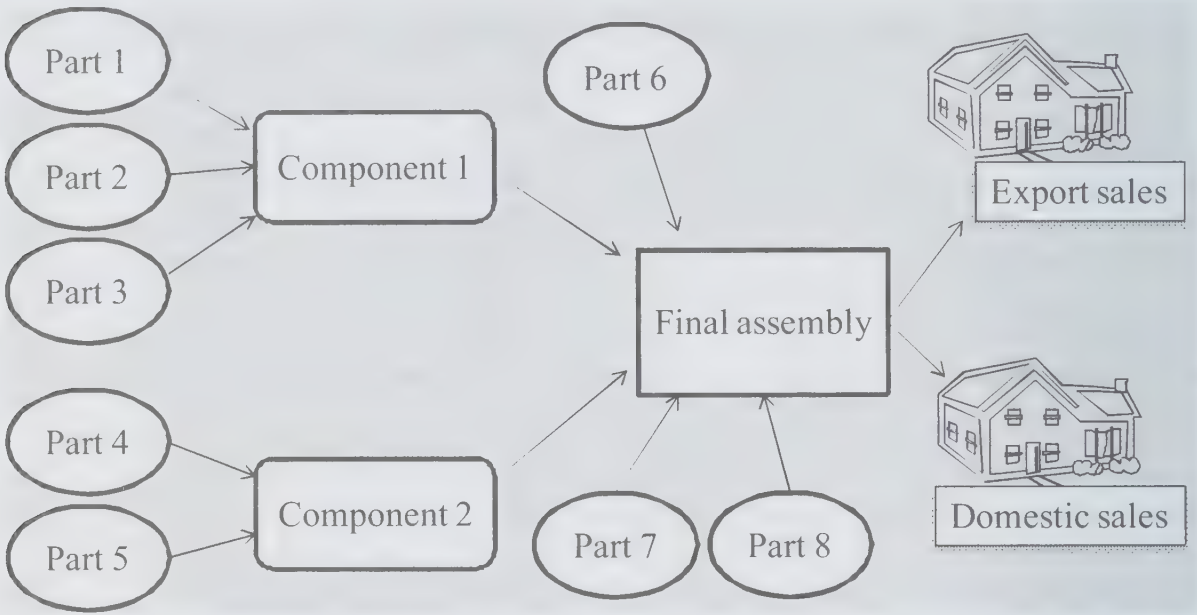 Part 1
Part 2
Part 3
Component 1
Part 4
Part 5
Component 2
Part 6
Final assembly
Part 7
Part 8
Export sales
Domestic sales